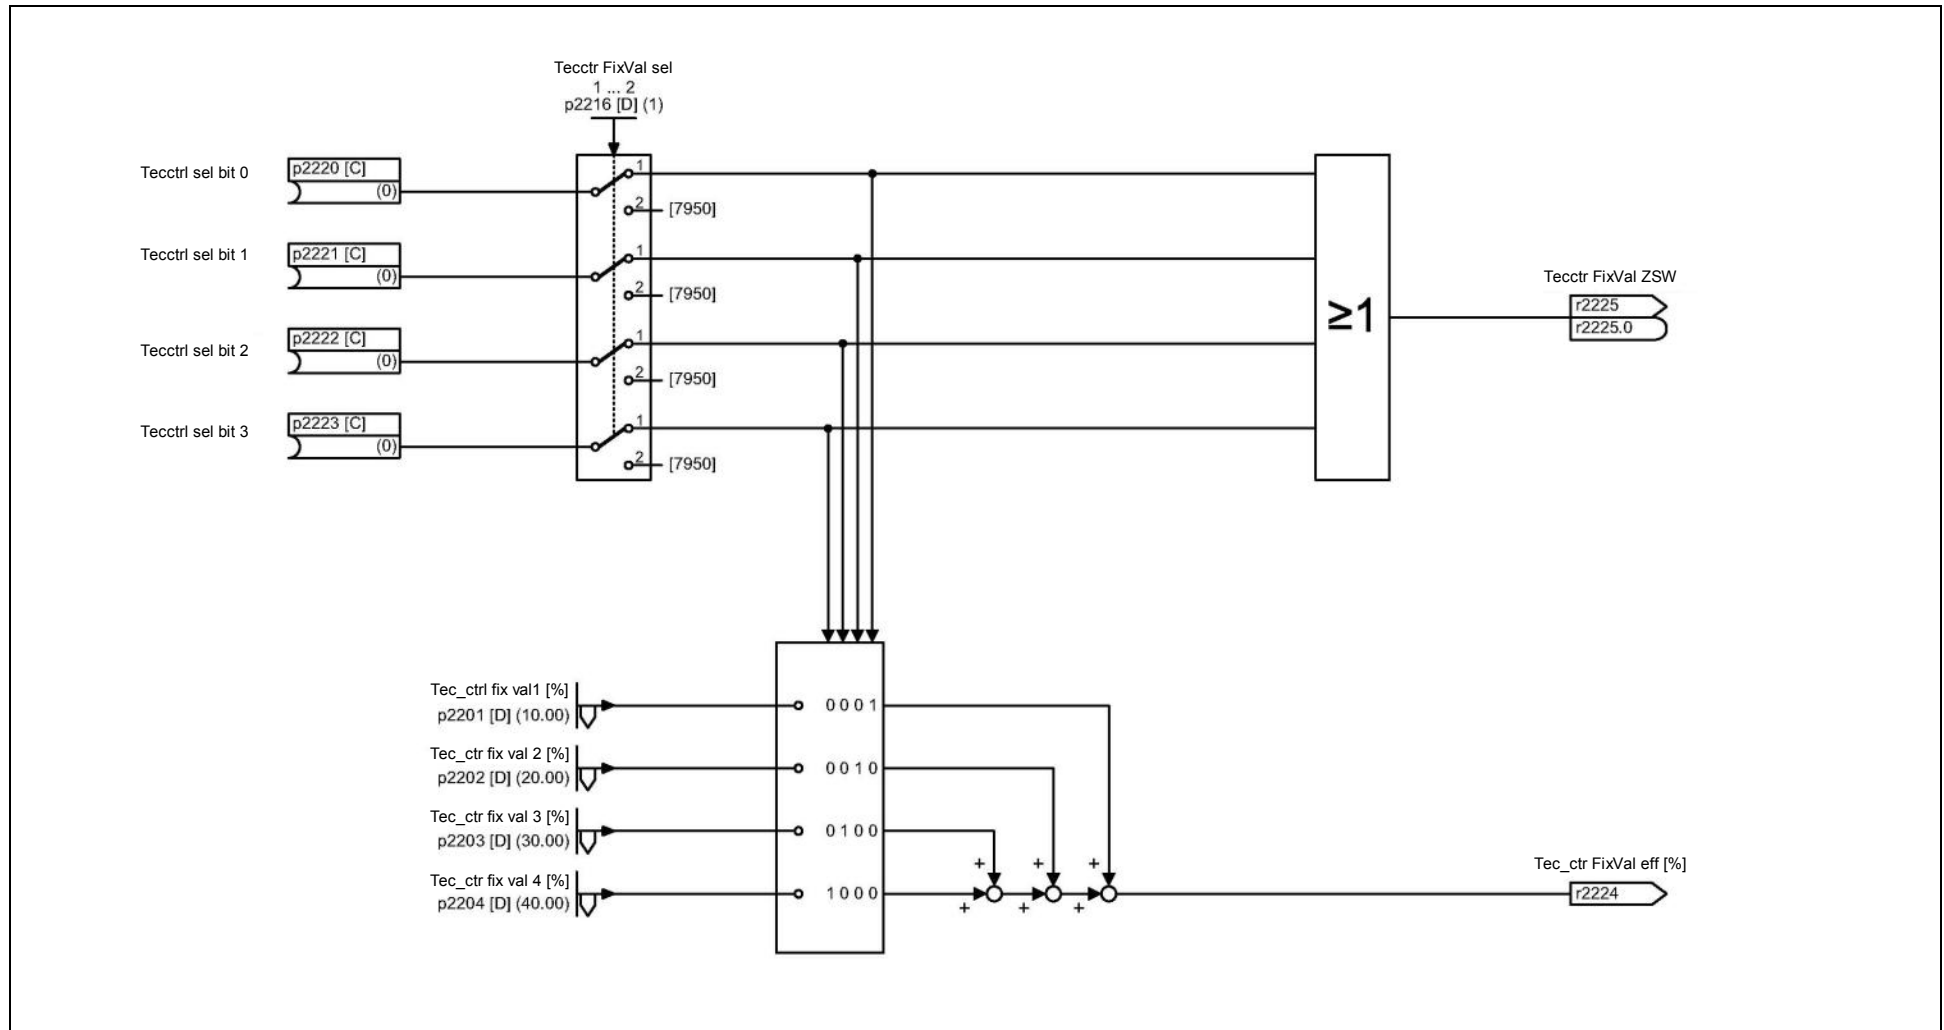 Tecctr FixVal sel
1 ... 2
p2216 [D] (1)
Tecctrl sel bit 0
p2220 [C]
(0)
1
2
[7950]
Tecctrl sel bit 1
p2221 [C]
(0)
1
2
[7950]
Tecctrl sel bit 2
p2222 [C]
(0)
1
2
[7950]
Tecctrl sel bit 3
p2223 [C]
(0)
1
2
[7950]
≥1
Tecctr FixVal ZSW
r2225
r2225.0
Tec_ctrl fix val1 [%]
p2201 [D] (10.00)
0 0 0 1
Tec_ctr fix val 2 [%]
p2202 [D] (20.00)
0 0 1 0
Tec_ctr fix val 3 [%]
p2203 [D] (30.00)
0 1 0 0
Tec_ctr fix val 4 [%]
p2204 [D] (40.00)
1 0 0 0
+
+
+
+
+
+
Tec_ctr FixVal eff [%]
r2224